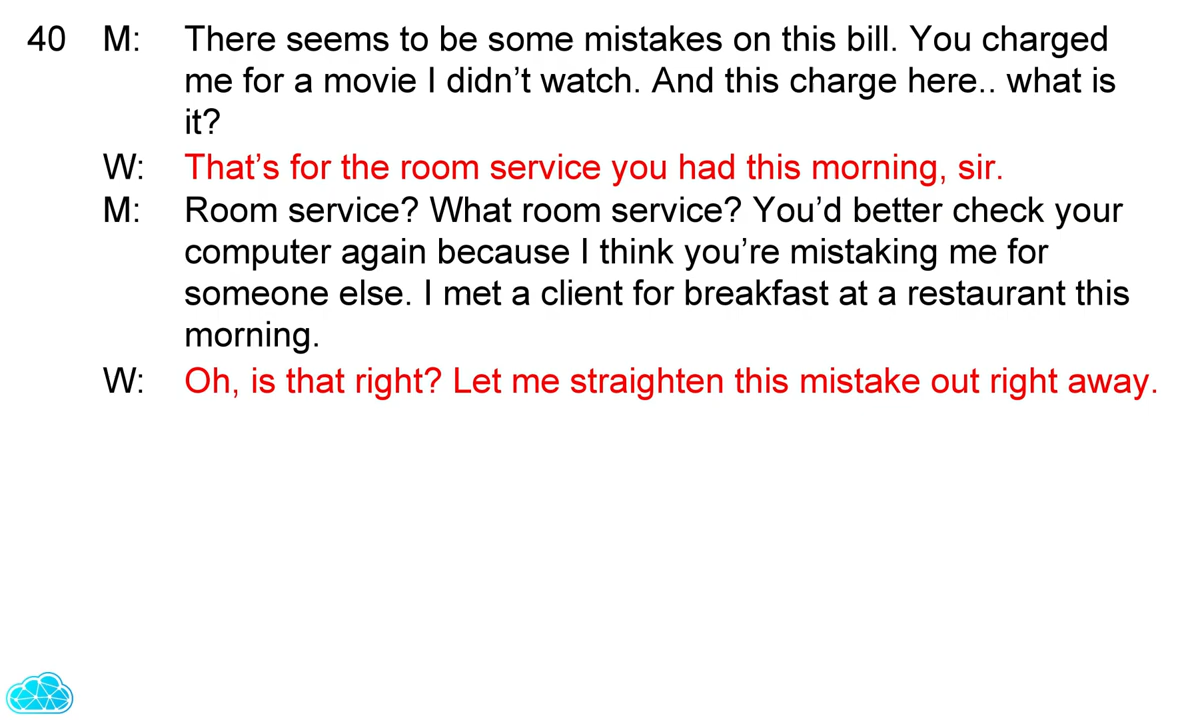 40 M: There seems to be some mistakes on this bill. You charged
me for a movie I didn't watch. And this charge here.. what is
it?
W: That's for the room service you had this morning, sir.
M: Room service? What room service? You'd better check your
computer again because I think you're mistaking me for
someone else. I met a client for breakfast at a restaurant this
morning.
W: Oh, is that right? Let me straighten this mistake out right away.